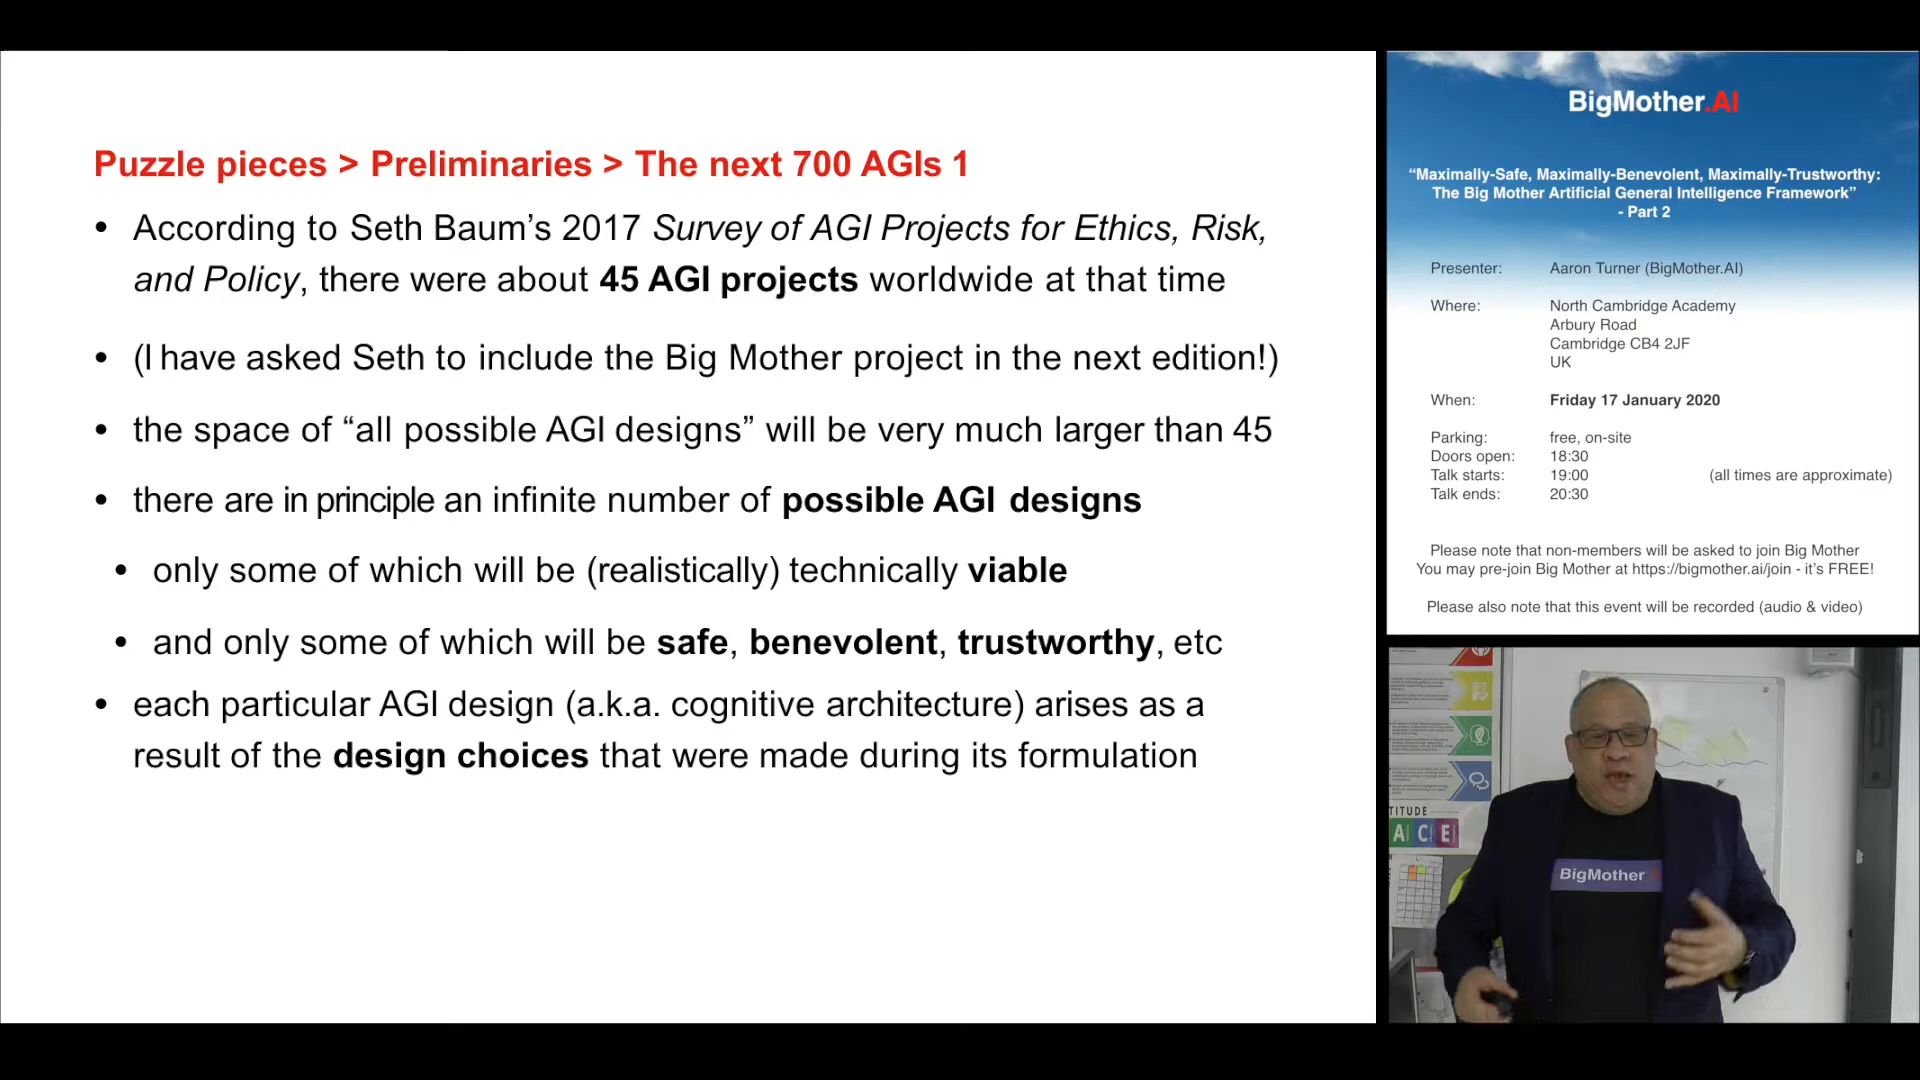 Puzzle pieces > Preliminaries > The next 700 AGIs 1
• According to Seth Baum’s 2017 Survey of AGI Projects for Ethics, Risk,
and Policy, there were about 45 AGI projects worldwide at that time
• (I have asked Seth to include the Big Mother project in the next edition!)
• the space of “all possible AGI designs” will be very much larger than 45
• there are in principle an infinite number of possible AGI designs
• only some of which will be (realistically) technically viable
• and only some of which will be safe, benevolent, trustworthy, etc
• each particular AGI design (a.k.a. cognitive architecture) arises as a
result of the design choices that were made during its formulation
BigMother.AI
“Maximally-Safe, Maximally-Benevolent, Maximally-Trustworthy:
The Big Mother Artificial General Intelligence Framework”
- Part 2
Presenter: Aaron Turner (BigMother.AI)
Where: North Cambridge Academy
Arbury Road
Cambridge CB4 2JF
UK
When: Friday 17 January 2020
Parking: free, on-site
Doors open: 18:30
Talk starts: 19:00 (all times are approximate)
Talk ends: 20:30
Please note that non-members will be asked to join Big Mother
You may pre-join Big Mother at https://bigmother.ai/join - it’s FREE!
Please also note that this event will be recorded (audio & video)
TITUDE
ACE
BigMother